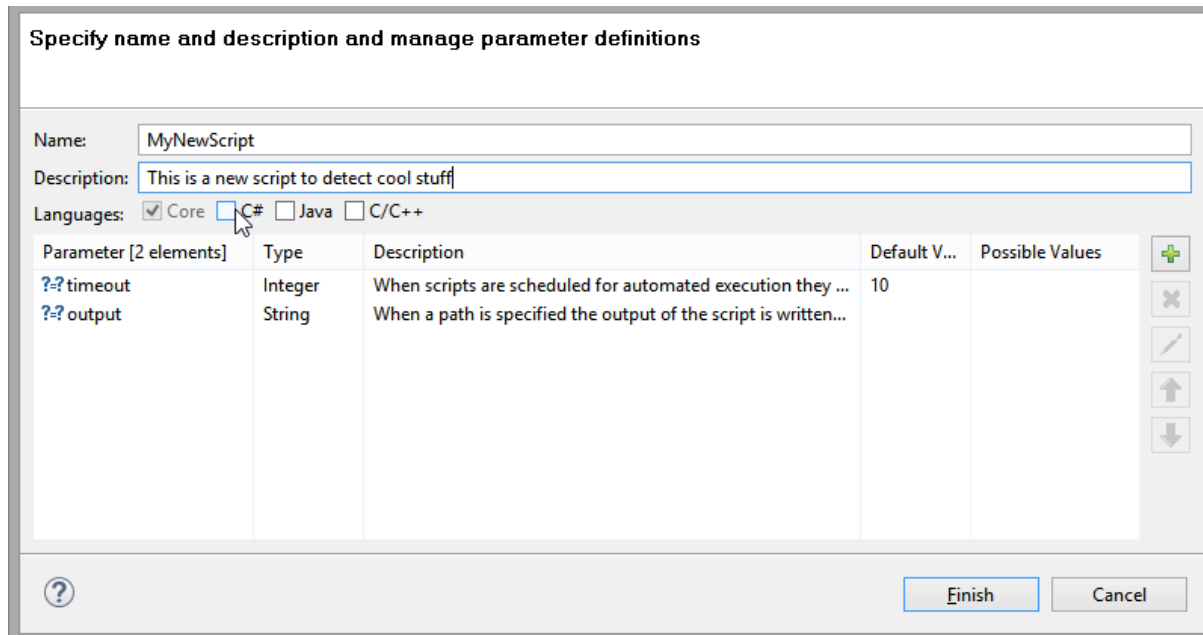 Specify name and description and manage parameter definitions
Name: MyNewScript
Description: This is a new script to detect cool stuff
Languages: Core C# Java C/C++
Parameter [2 elements] Type Description Default V... Possible Values
?=? timeout Integer When scripts are scheduled for automated execution they ... 10
?=? output String When a path is specified the output of the script is written...
? Finish Cancel